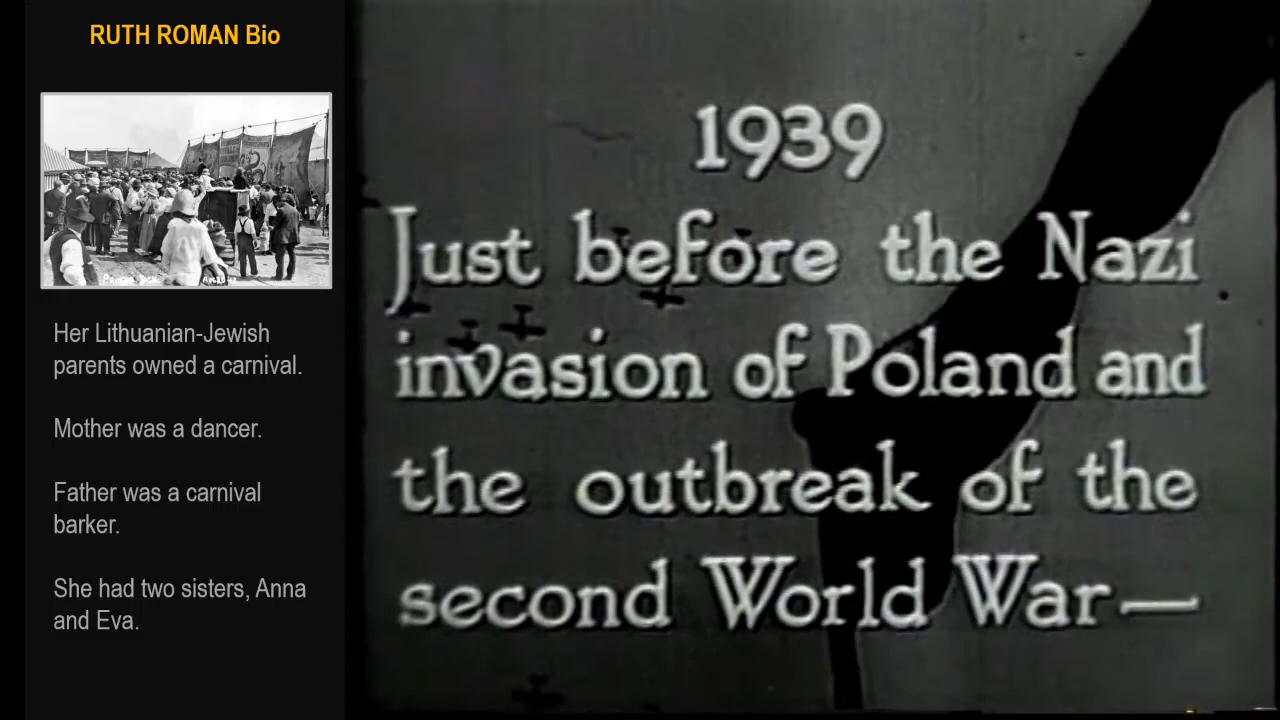 RUTH ROMAN Bio
Her Lithuanian-Jewish
parents owned a carnival.
Mother was a dancer.
Father was a carnival
barker.
She had two sisters, Anna
and Eva.
1939
Just before the Nazi
invasion of Poland and
the outbreak of the
second World War—